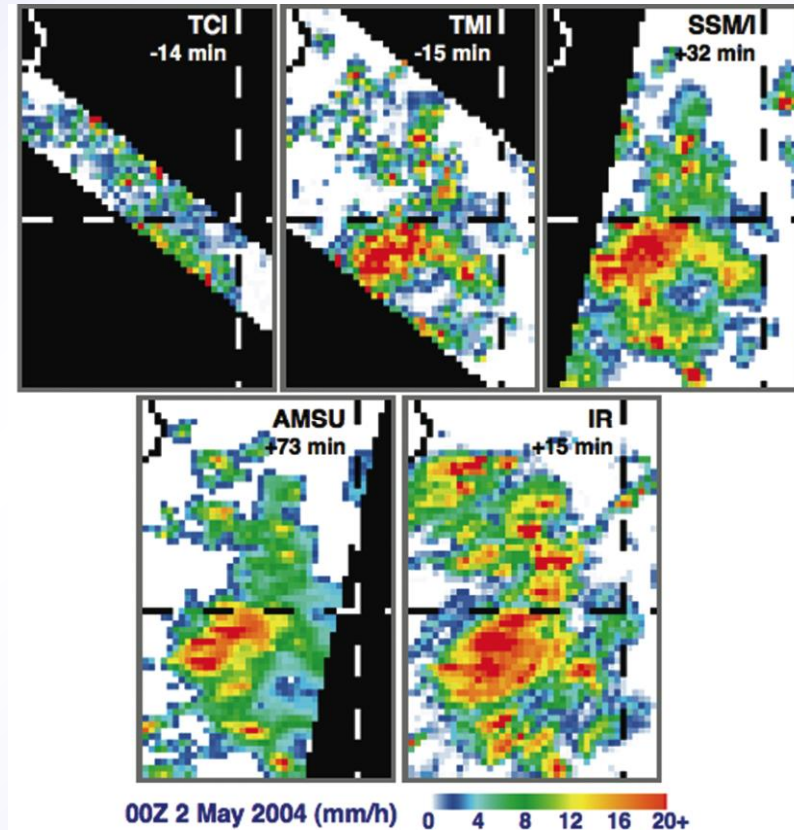 TCI
-14 min
TMI
-15 min
SSM/I
+32 min
AMSU
+73 min
IR
+15 min
00Z 2 May 2004 (mm/h)
0 4 8 12 16 20+